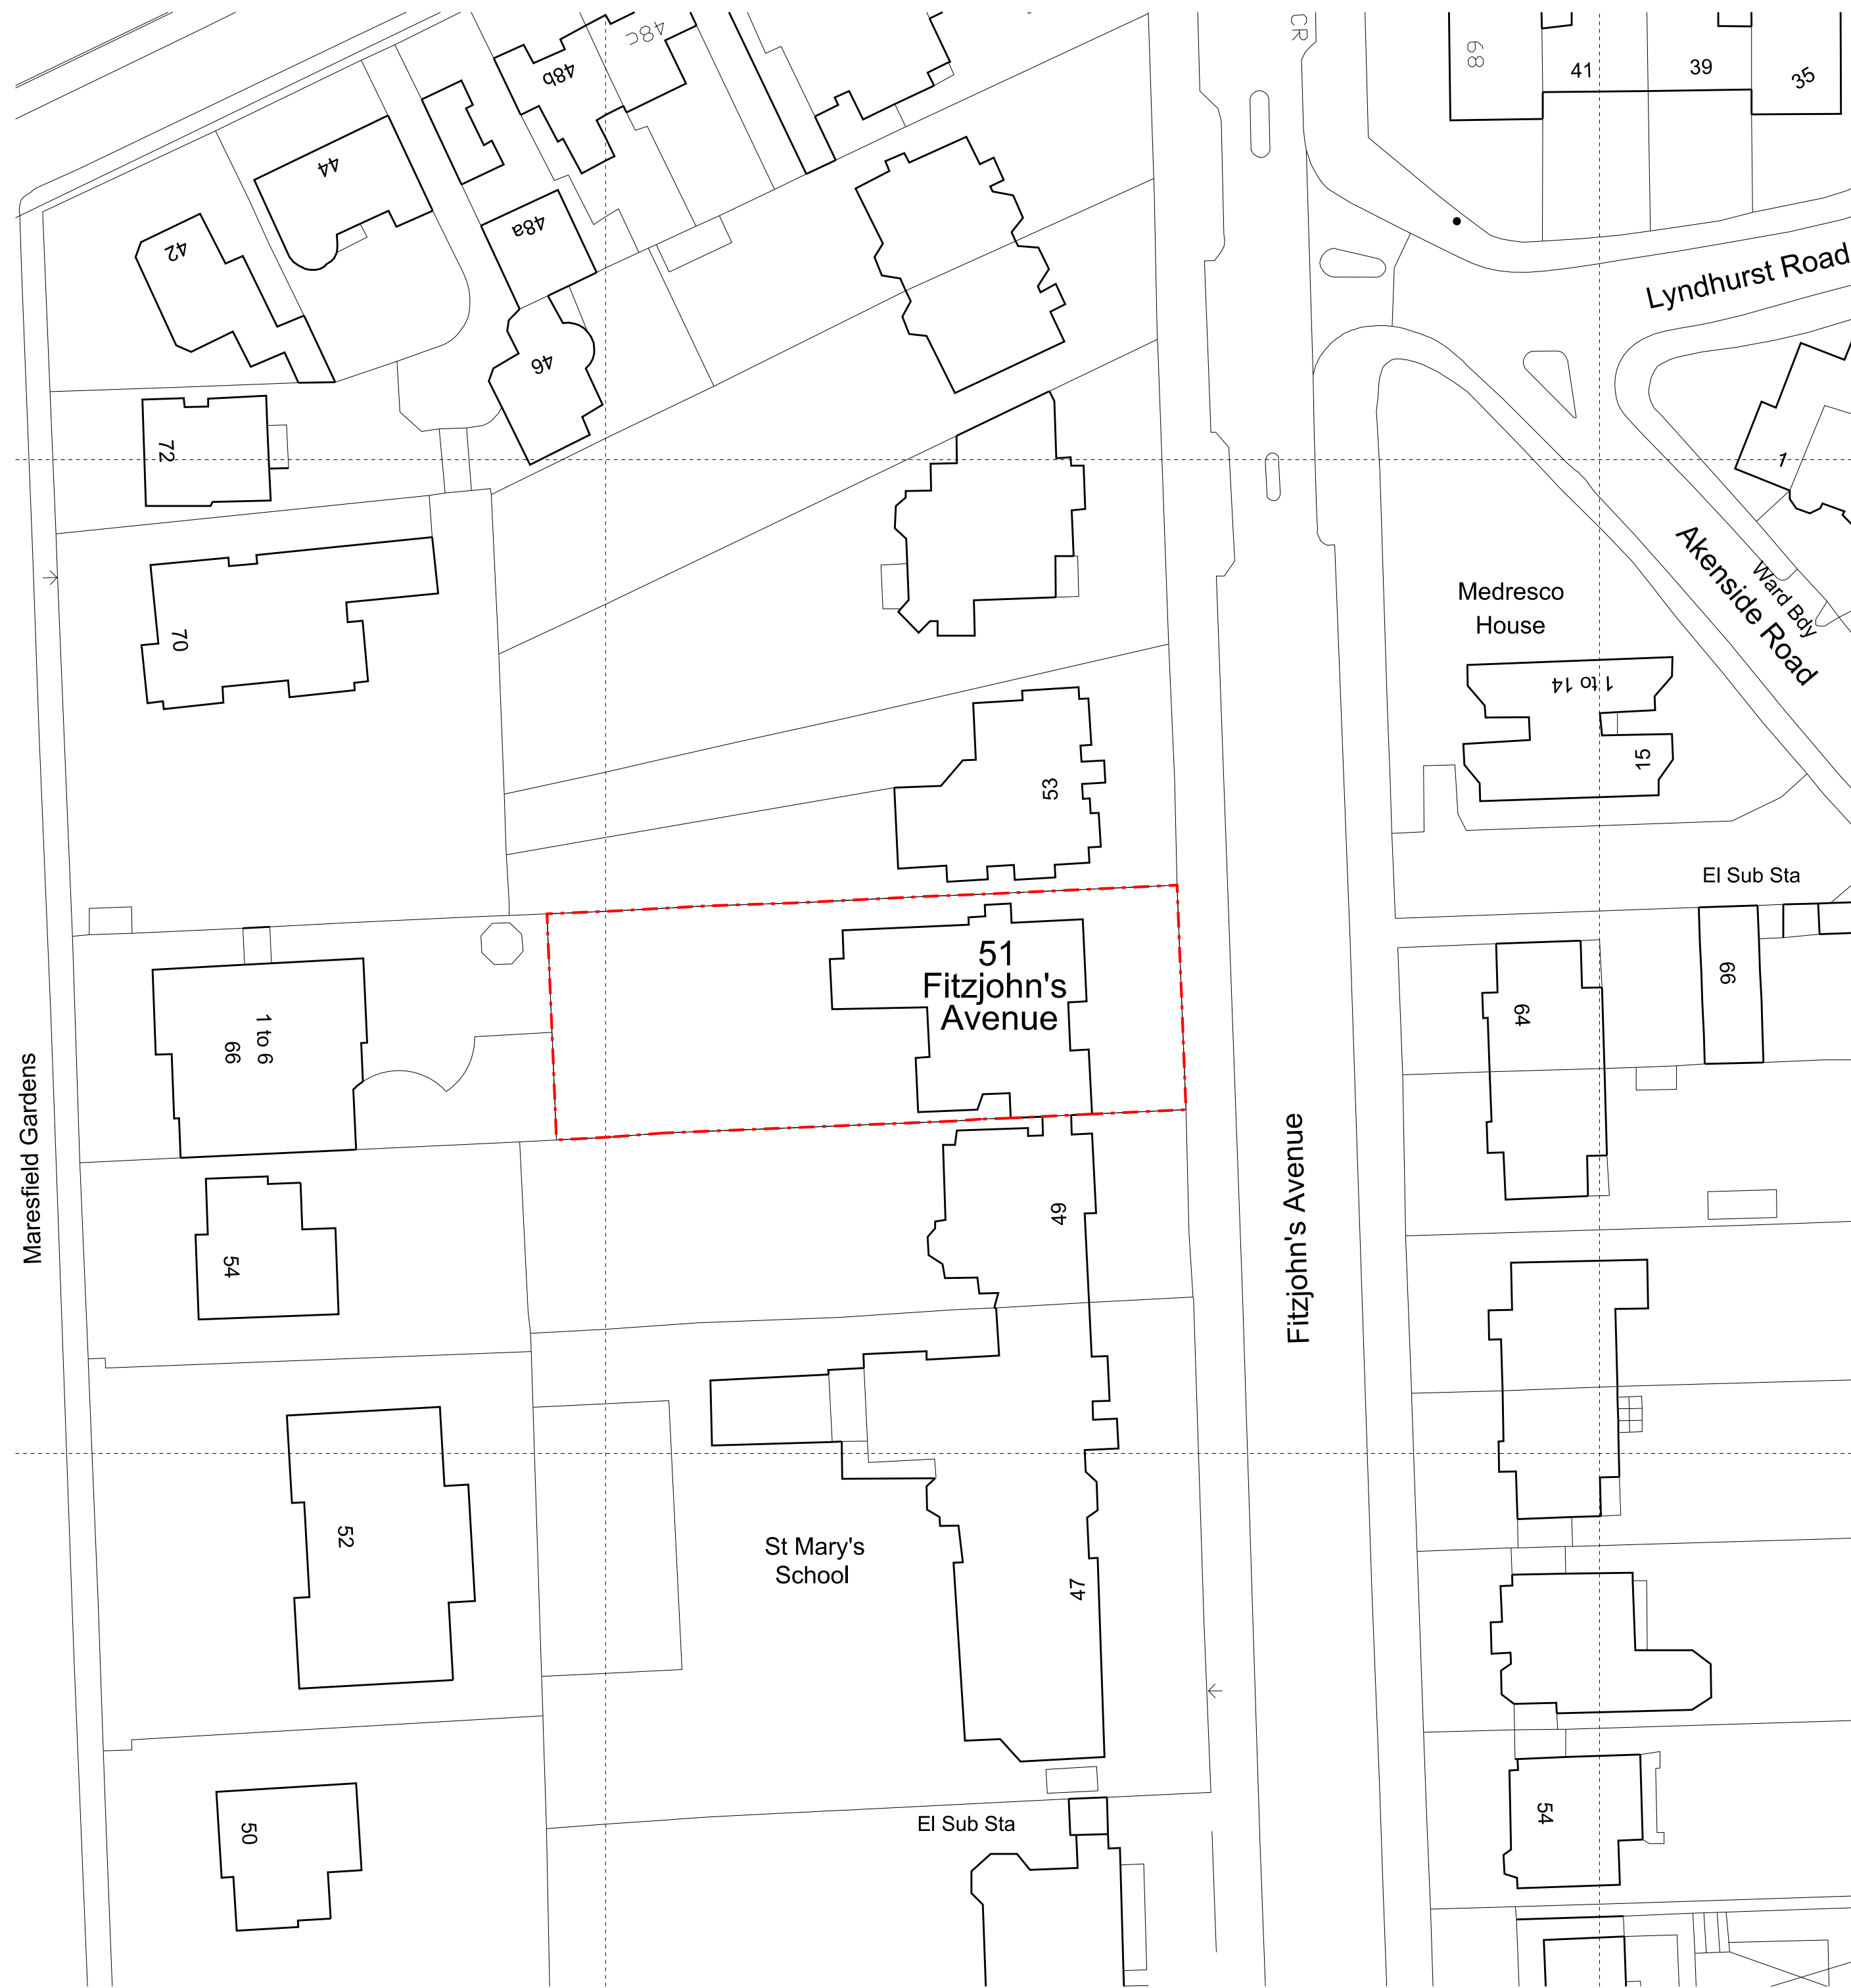 CR
48c
48b
68
41
39
35
44
48a
42
Lyndhurst Road
46
72
1
Akenside Road
Ward Bdy
Medresco
House
70
1 to 14
15
53
El Sub Sta
51
Fitzjohn's
Avenue
66
64
1 to 6
66
Maresfield Gardens
Fitzjohn's Avenue
49
54
52
St Mary's
School
47
54
El Sub Sta
50